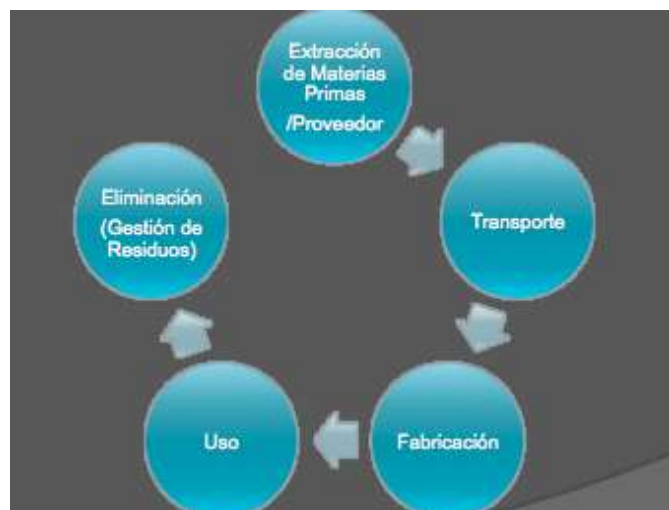 Extracción
de Materias
Primas
/Proveedor
Transporte
Fabricación
Uso
Eliminación
(Gestión de
Residuos)